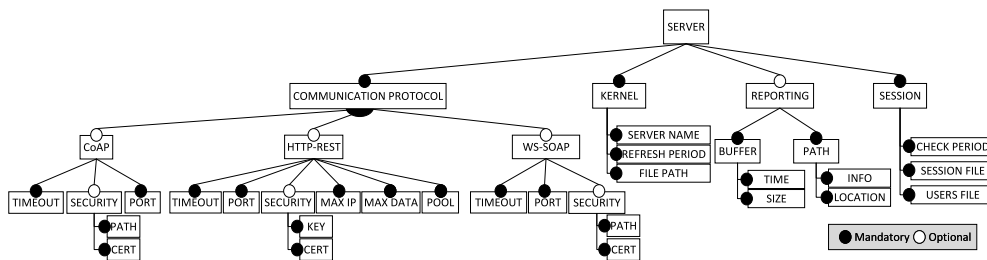 SERVER
COMMUNICATION PROTOCOL
KERNEL
REPORTING
SESSION
CoAP
HTTP-REST
WS-SOAP
SERVER NAME
REFRESH PERIOD
FILE PATH
BUFFER
PATH
CHECK PERIOD
SESSION FILE
USERS FILE
TIME
SIZE
INFO
LOCATION
TIMEOUT
SECURITY
PORT
TIMEOUT
PORT
SECURITY
MAX IP
MAX DATA
POOL
TIMEOUT
PORT
SECURITY
PATH
CERT
KEY
CERT
PATH
CERT
Mandatory
Optional